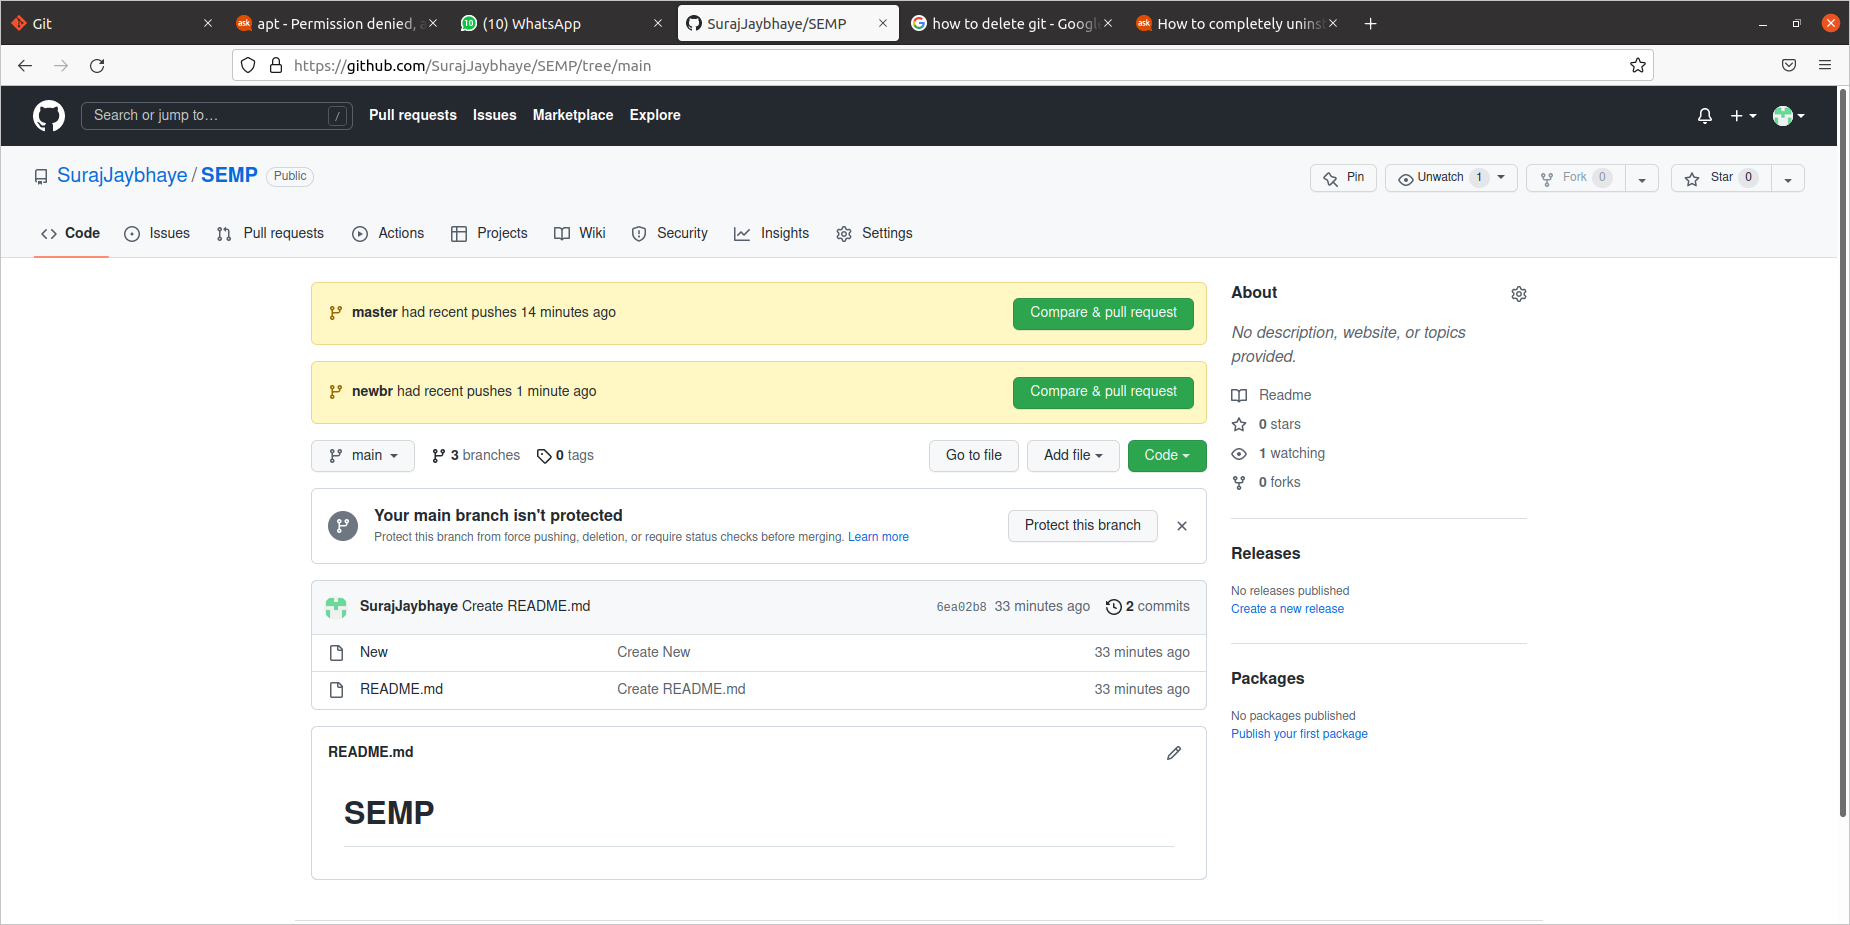 Git
apt - Permission denied,
(10) WhatsApp
SurajJaybhaye/SEMP
how to delete git - Googl
How to completely uninst
https://github.com/SurajJaybhaye/SEMP/tree/main
Search or jump to… /
Pull requests Issues Marketplace Explore
SurajJaybhaye / SEMP Public
Pin Unwatch 1 Fork 0 Star 0
Code Issues Pull requests Actions Projects Wiki Security Insights Settings
master had recent pushes 14 minutes ago Compare & pull request
newbr had recent pushes 1 minute ago Compare & pull request
main 3 branches 0 tags Go to file Add file Code
Your main branch isn't protected
Protect this branch from force pushing, deletion, or require status checks before merging. Learn more
Protect this branch
SurajJaybhaye Create README.md 6ea02b8 33 minutes ago 2 commits
New Create New 33 minutes ago
README.md Create README.md 33 minutes ago
README.md
SEMP
About
No description, website, or topics
provided.
Readme
0 stars
1 watching
0 forks
Releases
No releases published
Create a new release
Packages
No packages published
Publish your first package